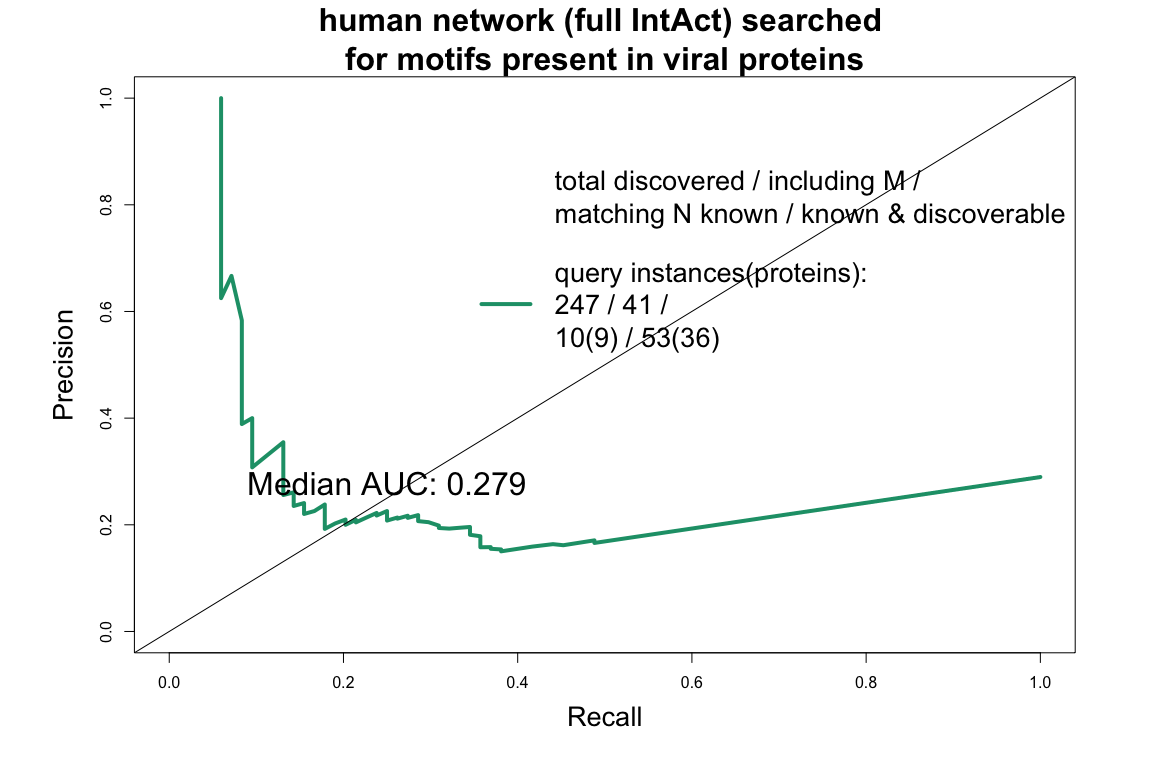 human network (full IntAct) searched
for motifs present in viral proteins
total discovered / including M /
matching N known / known & discoverable
query instances(proteins):
247 / 41 /
10(9) / 53(36)
Median AUC: 0.279
Precision
1.0
0.8
0.6
0.4
0.2
0.0
0.0 0.2 0.4 0.6 0.8 1.0
Recall